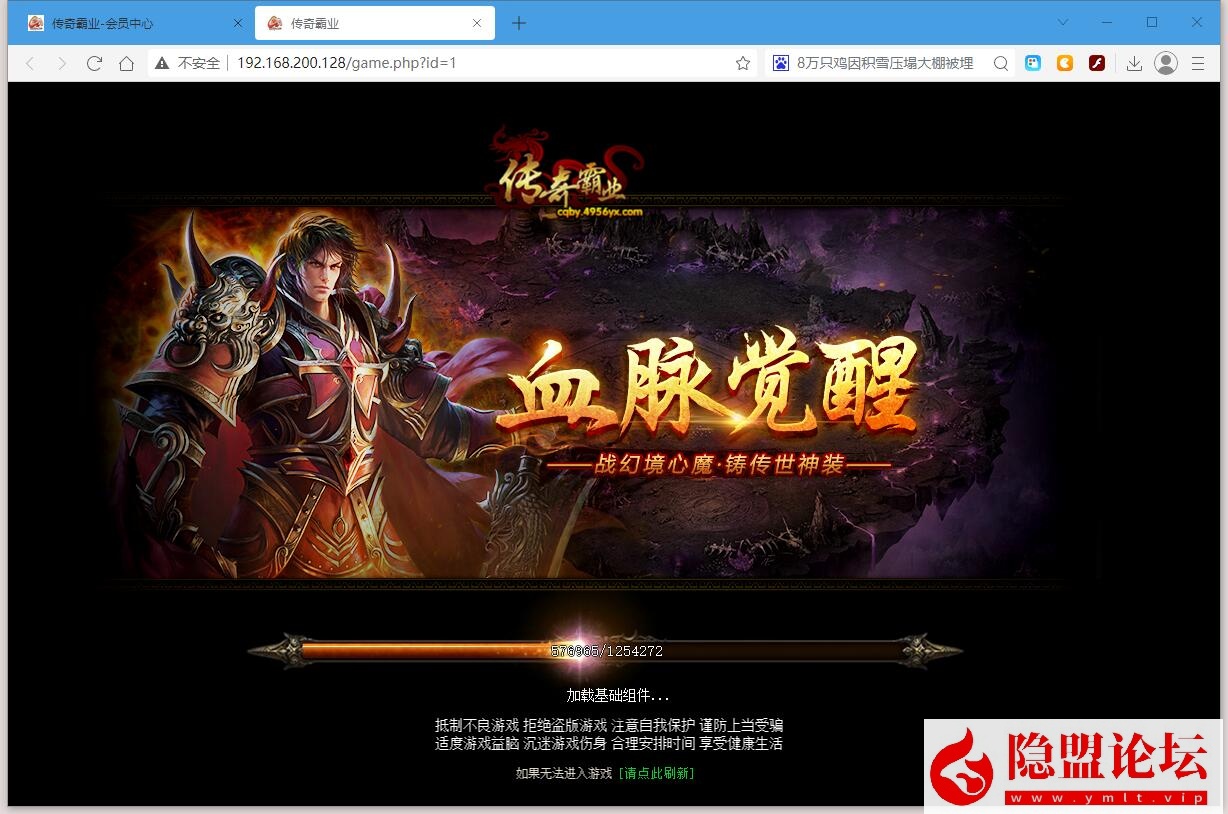 传奇霸业-会员中心
传奇霸业
不安全
192.168.200.128/game.php?id=1
8万只鸡因积雪压塌大棚被埋
传奇霸业
cqby.4956yx.com
血脉觉醒
战幻境心魔·铸传世神装
576965/1254272
加载基础组件...
抵制不良游戏 拒绝盗版游戏 注意自我保护 谨防上当受骗
适度游戏益脑 沉迷游戏伤身 合理安排时间 享受健康生活
如果无法进入游戏 [请点此刷新]
隐盟论坛
www.ymlt.vip